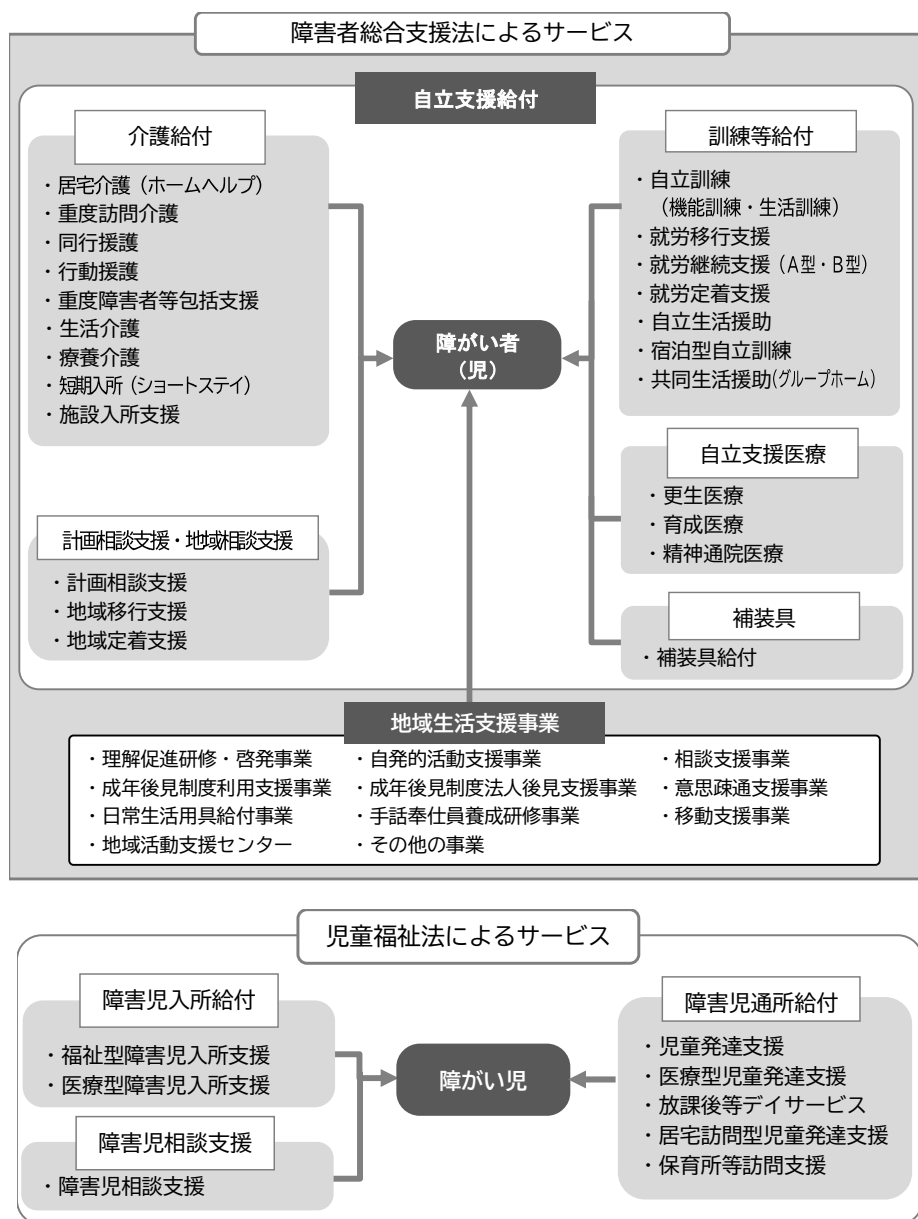 障害者総合支援法によるサービス
自立支援給付
介護給付
・居宅介護（ホームヘルプ）
・重度訪問介護
・同行援護
・行動援護
・重度障害者等包括支援
・生活介護
・療養介護
・短期入所（ショートステイ）
・施設入所支援
計画相談支援・地域相談支援
・計画相談支援
・地域移行支援
・地域定着支援
障がい者
（児）
訓練等給付
・自立訓練
（機能訓練・生活訓練）
・就労移行支援
・就労継続支援（A型・B型）
・就労定着支援
・自立生活援助
・宿泊型自立訓練
・共同生活援助(グループホーム)
自立支援医療
・更生医療
・育成医療
・精神通院医療
補装具
・補装具給付
地域生活支援事業
・理解促進研修・啓発事業 ・自発的活動支援事業 ・相談支援事業
・成年後見制度利用支援事業 ・成年後見制度法人後見支援事業 ・意思疎通支援事業
・日常生活用具給付事業 ・手話奉仕員養成研修事業 ・移動支援事業
・地域活動支援センター ・その他の事業
児童福祉法によるサービス
障害児入所給付
・福祉型障害児入所支援
・医療型障害児入所支援
障害児相談支援
・障害児相談支援
障がい児
障害児通所給付
・児童発達支援
・医療型児童発達支援
・放課後等デイサービス
・居宅訪問型児童発達支援
・保育所等訪問支援